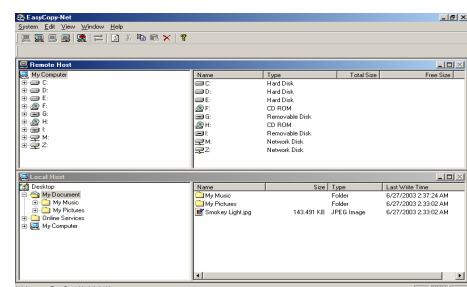 EasyCopy-Net
System Edit View Window Help
Remote Host
My Computer
C:
D:
E:
F:
G:
H:
I:
M:
Z:
Name Type Total Size Free Size
C: Hard Disk
D: Hard Disk
E: Hard Disk
F: CD ROM
G: Removable Disk
H: CD ROM
I: Removable Disk
M: Network Disk
Z: Network Disk
Local Host
Desktop
My Document
My Music
My Pictures
Online Services
My Computer
Name Size Type Last Write Time
My Music Folder 6/27/2003 2:37:24 AM
My Pictures Folder 6/27/2003 2:33:02 AM
Smokey Light.jpg 143.491 KB JPEG Image 6/27/2003 2:33:02 AM